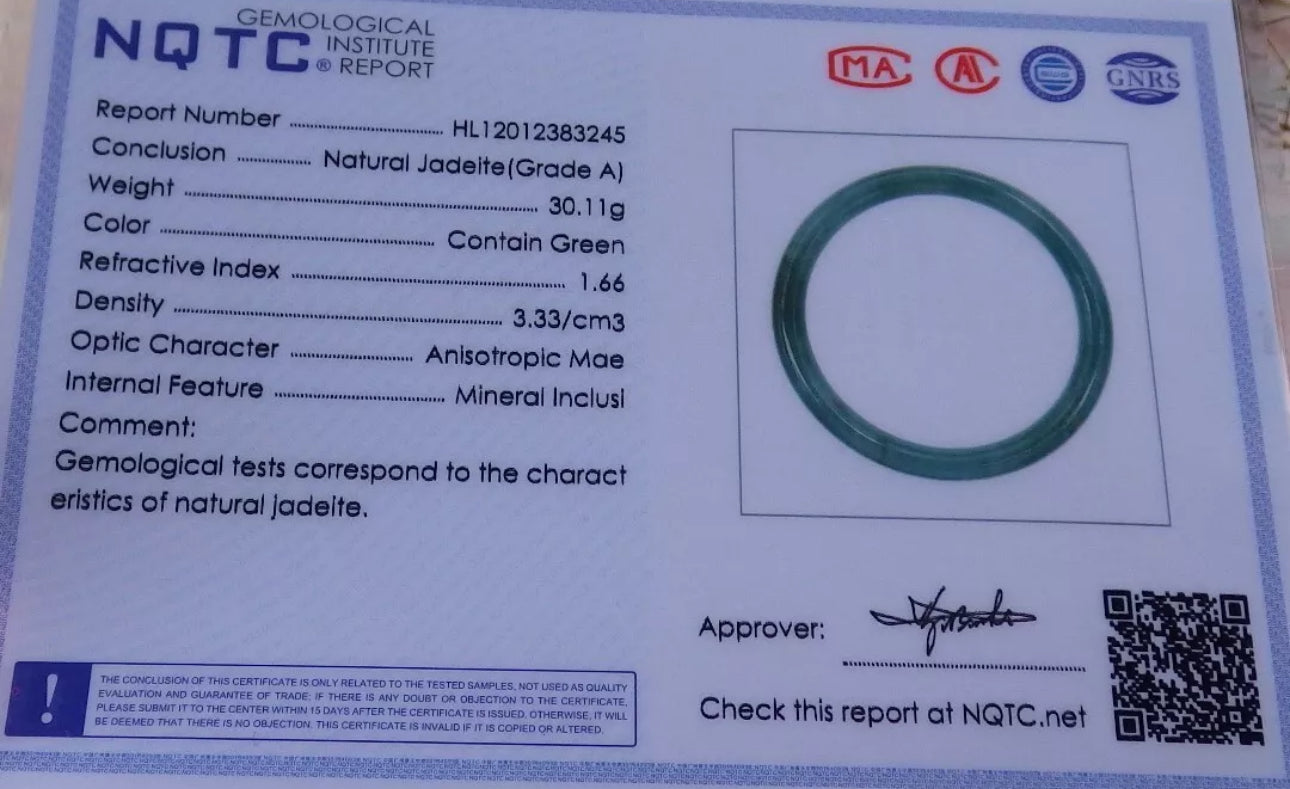 NQTC® GEMOLOGICAL
INSTITUTE
REPORT
Report Number ........ HL12012383245
Conclusion ........ Natural Jadeite(Grade A)
Weight ........ 30.11g
Color ........ Contain Green
Refractive Index ........ 1.66
Density ........ 3.33/cm3
Optic Character ........ Anisotropic Mae
Internal Feature ........ Mineral Inclusi
Comment:
Gemological tests correspond to the charact
eristics of natural jadeite.
! THE CONCLUSION OF THIS CERTIFICATE IS ONLY RELATED TO THE TESTED SAMPLES, NOT USED AS QUALITY
EVALUATION AND GUARANTEE OF TRADE; IF THERE IS ANY DOUBT OR OBJECTION TO THE CERTIFICATE,
PLEASE SUBMIT IT TO THE CENTER WITHIN 15 DAYS AFTER THE CERTIFICATE IS ISSUED, OTHERWISE, IT WILL
BE DEEMED THAT THERE IS NO OBJECTION. THIS CERTIFICATE IS INVALID IF IT IS COPIED OR ALTERED.
MA
GNRS
Approver:
Check this report at NQTC.net